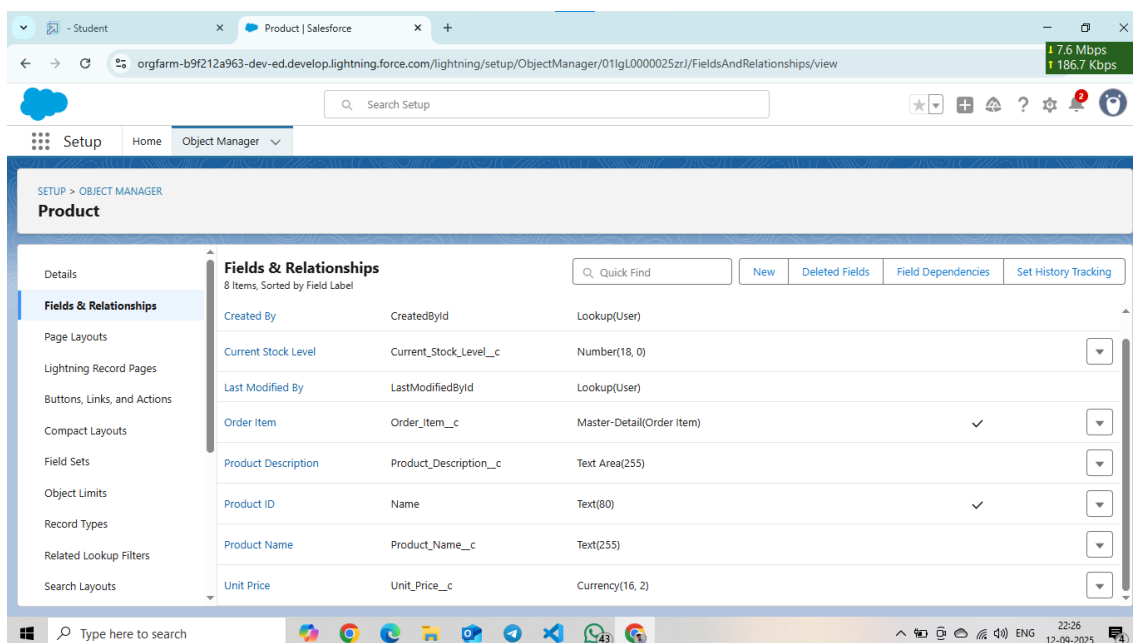 - Student
Product | Salesforce
7.6 Mbps
186.7 Kbps
orgfarm-b9f212a963-dev-ed.develop.lightning.force.com/lightning/setup/ObjectManager/01IgL0000025zrJ/FieldsAndRelationships/view
Search Setup
2
Setup Home Object Manager
SETUP > OBJECT MANAGER
Product
Details
Fields & Relationships
Page Layouts
Lightning Record Pages
Buttons, Links, and Actions
Compact Layouts
Field Sets
Object Limits
Record Types
Related Lookup Filters
Search Layouts
Fields & Relationships
8 Items, Sorted by Field Label
Quick Find New Deleted Fields Field Dependencies Set History Tracking
Created By CreatedById Lookup(User)
Current Stock Level Current_Stock_Level__c Number(18, 0)
Last Modified By LastModifiedById Lookup(User)
Order Item Order_Item__c Master-Detail(Order Item)
Product Description Product_Description__c Text Area(255)
Product ID Name Text(80)
Product Name Product_Name__c Text(255)
Unit Price Unit_Price__c Currency(16, 2)
Type here to search
43
ENG
22:26
12-09-2025
4